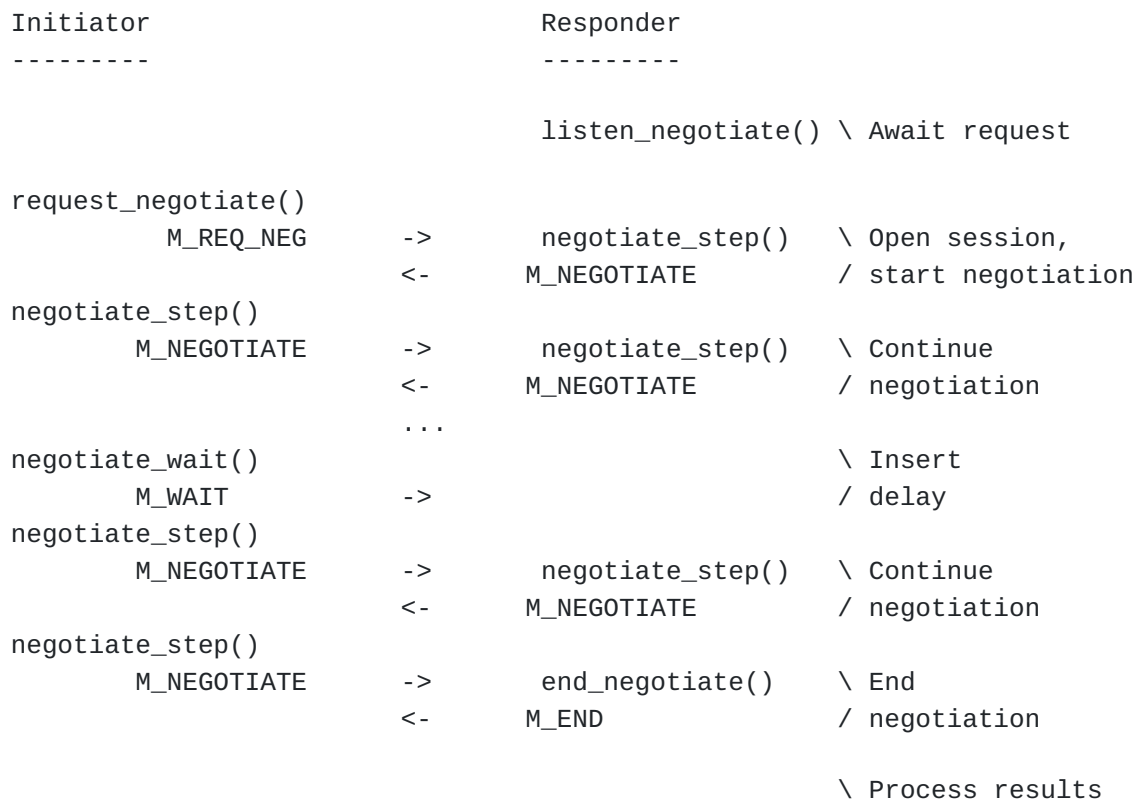 Initiator                         Responder
---------                         ---------
                                  listen_negotiate() \ Await request
request_negotiate()
          M_REQ_NEG      ->       negotiate_step()   \ Open session,
                         <-      M_NEGOTIATE         / start negotiation
negotiate_step()
        M_NEGOTIATE      ->       negotiate_step()   \ Continue
                         <-      M_NEGOTIATE         / negotiation
                         ...
negotiate_wait()                                     \ Insert
        M_WAIT           ->                          / delay
negotiate_step()
        M_NEGOTIATE      ->       negotiate_step()   \ Continue
                         <-      M_NEGOTIATE         / negotiation
negotiate_step()
        M_NEGOTIATE      ->       end_negotiate()    \ End
                         <-      M_END               / negotiation
                                                     \ Process results